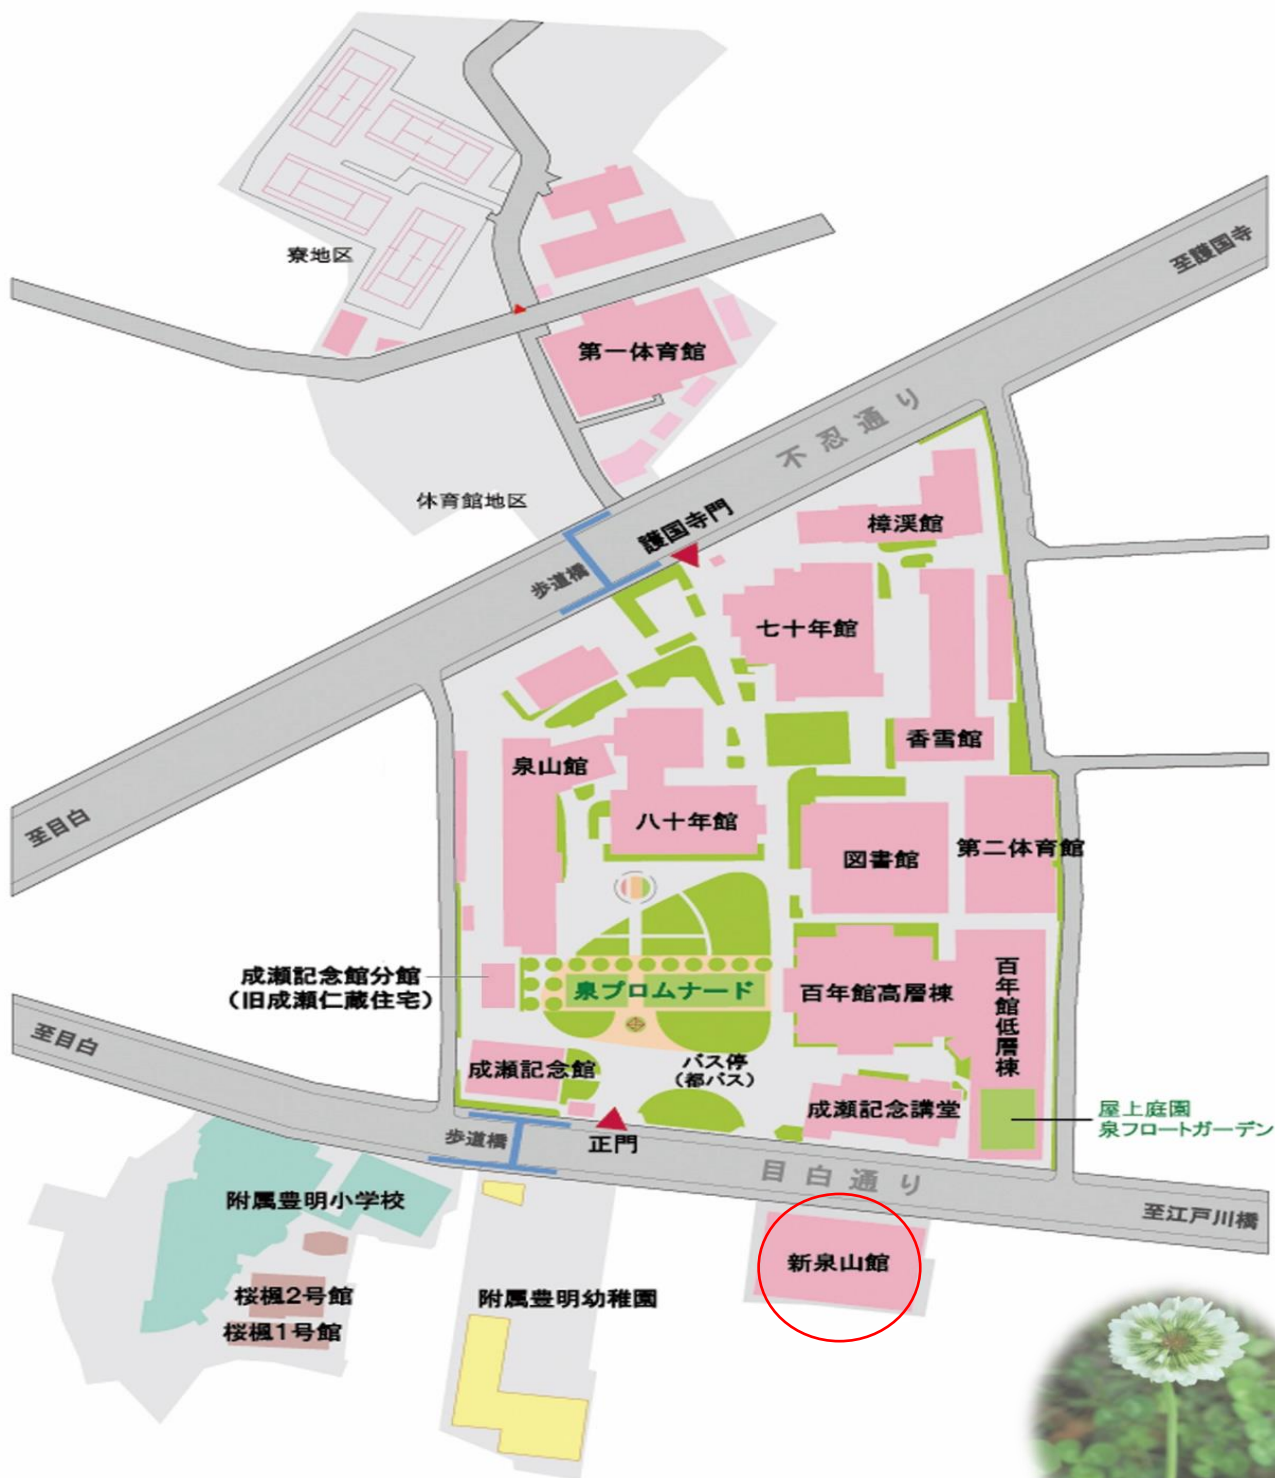 寮地区
至護国寺
第一体育館
不忍通り
体育館地区
護国寺門
樟渓館
歩道橋
七十年館
香雪館
泉山館
至目白
八十年館
図書館
第二体育館
成瀬記念館分館
(旧成瀬仁蔵住宅)
泉プロムナード
百年館高層棟
百年館低層棟
至目白
成瀬記念館
バス停
(都バス)
成瀬記念講堂
屋上庭園
泉フロートガーデン
歩道橋
正門
目白通り
附属豊明小学校
至江戸川橋
新泉山館
桜楓2号館
附属豊明幼稚園
桜楓1号館